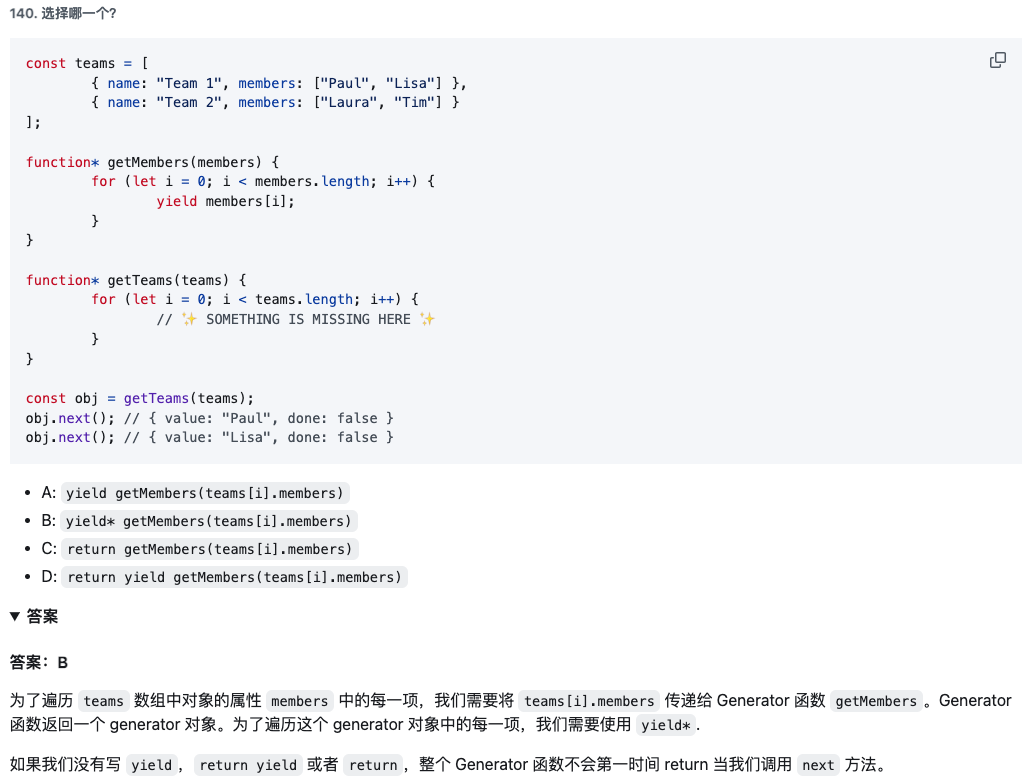 140. 选择哪一个?
const teams = [
        { name: "Team 1", members: ["Paul", "Lisa"] },
        { name: "Team 2", members: ["Laura", "Tim"] }
];

function* getMembers(members) {
        for (let i = 0; i < members.length; i++) {
                yield members[i];
        }
}

function* getTeams(teams) {
        for (let i = 0; i < teams.length; i++) {
                // ✨ SOMETHING IS MISSING HERE ✨
        }
}

const obj = getTeams(teams);
obj.next(); // { value: "Paul", done: false }
obj.next(); // { value: "Lisa", done: false }
• A: yield getMembers(teams[i].members)
• B: yield* getMembers(teams[i].members)
• C: return getMembers(teams[i].members)
• D: return yield getMembers(teams[i].members)
▼ 答案
答案：B
为了遍历 teams 数组中对象的属性 members 中的每一项，我们需要将 teams[i].members 传递给 Generator 函数 getMembers 。Generator
函数返回一个 generator 对象。为了遍历这个 generator 对象中的每一项，我们需要使用 yield* .
如果我们没有写 yield ， return yield 或者 return ，整个 Generator 函数不会第一时间 return 当我们调用 next 方法。